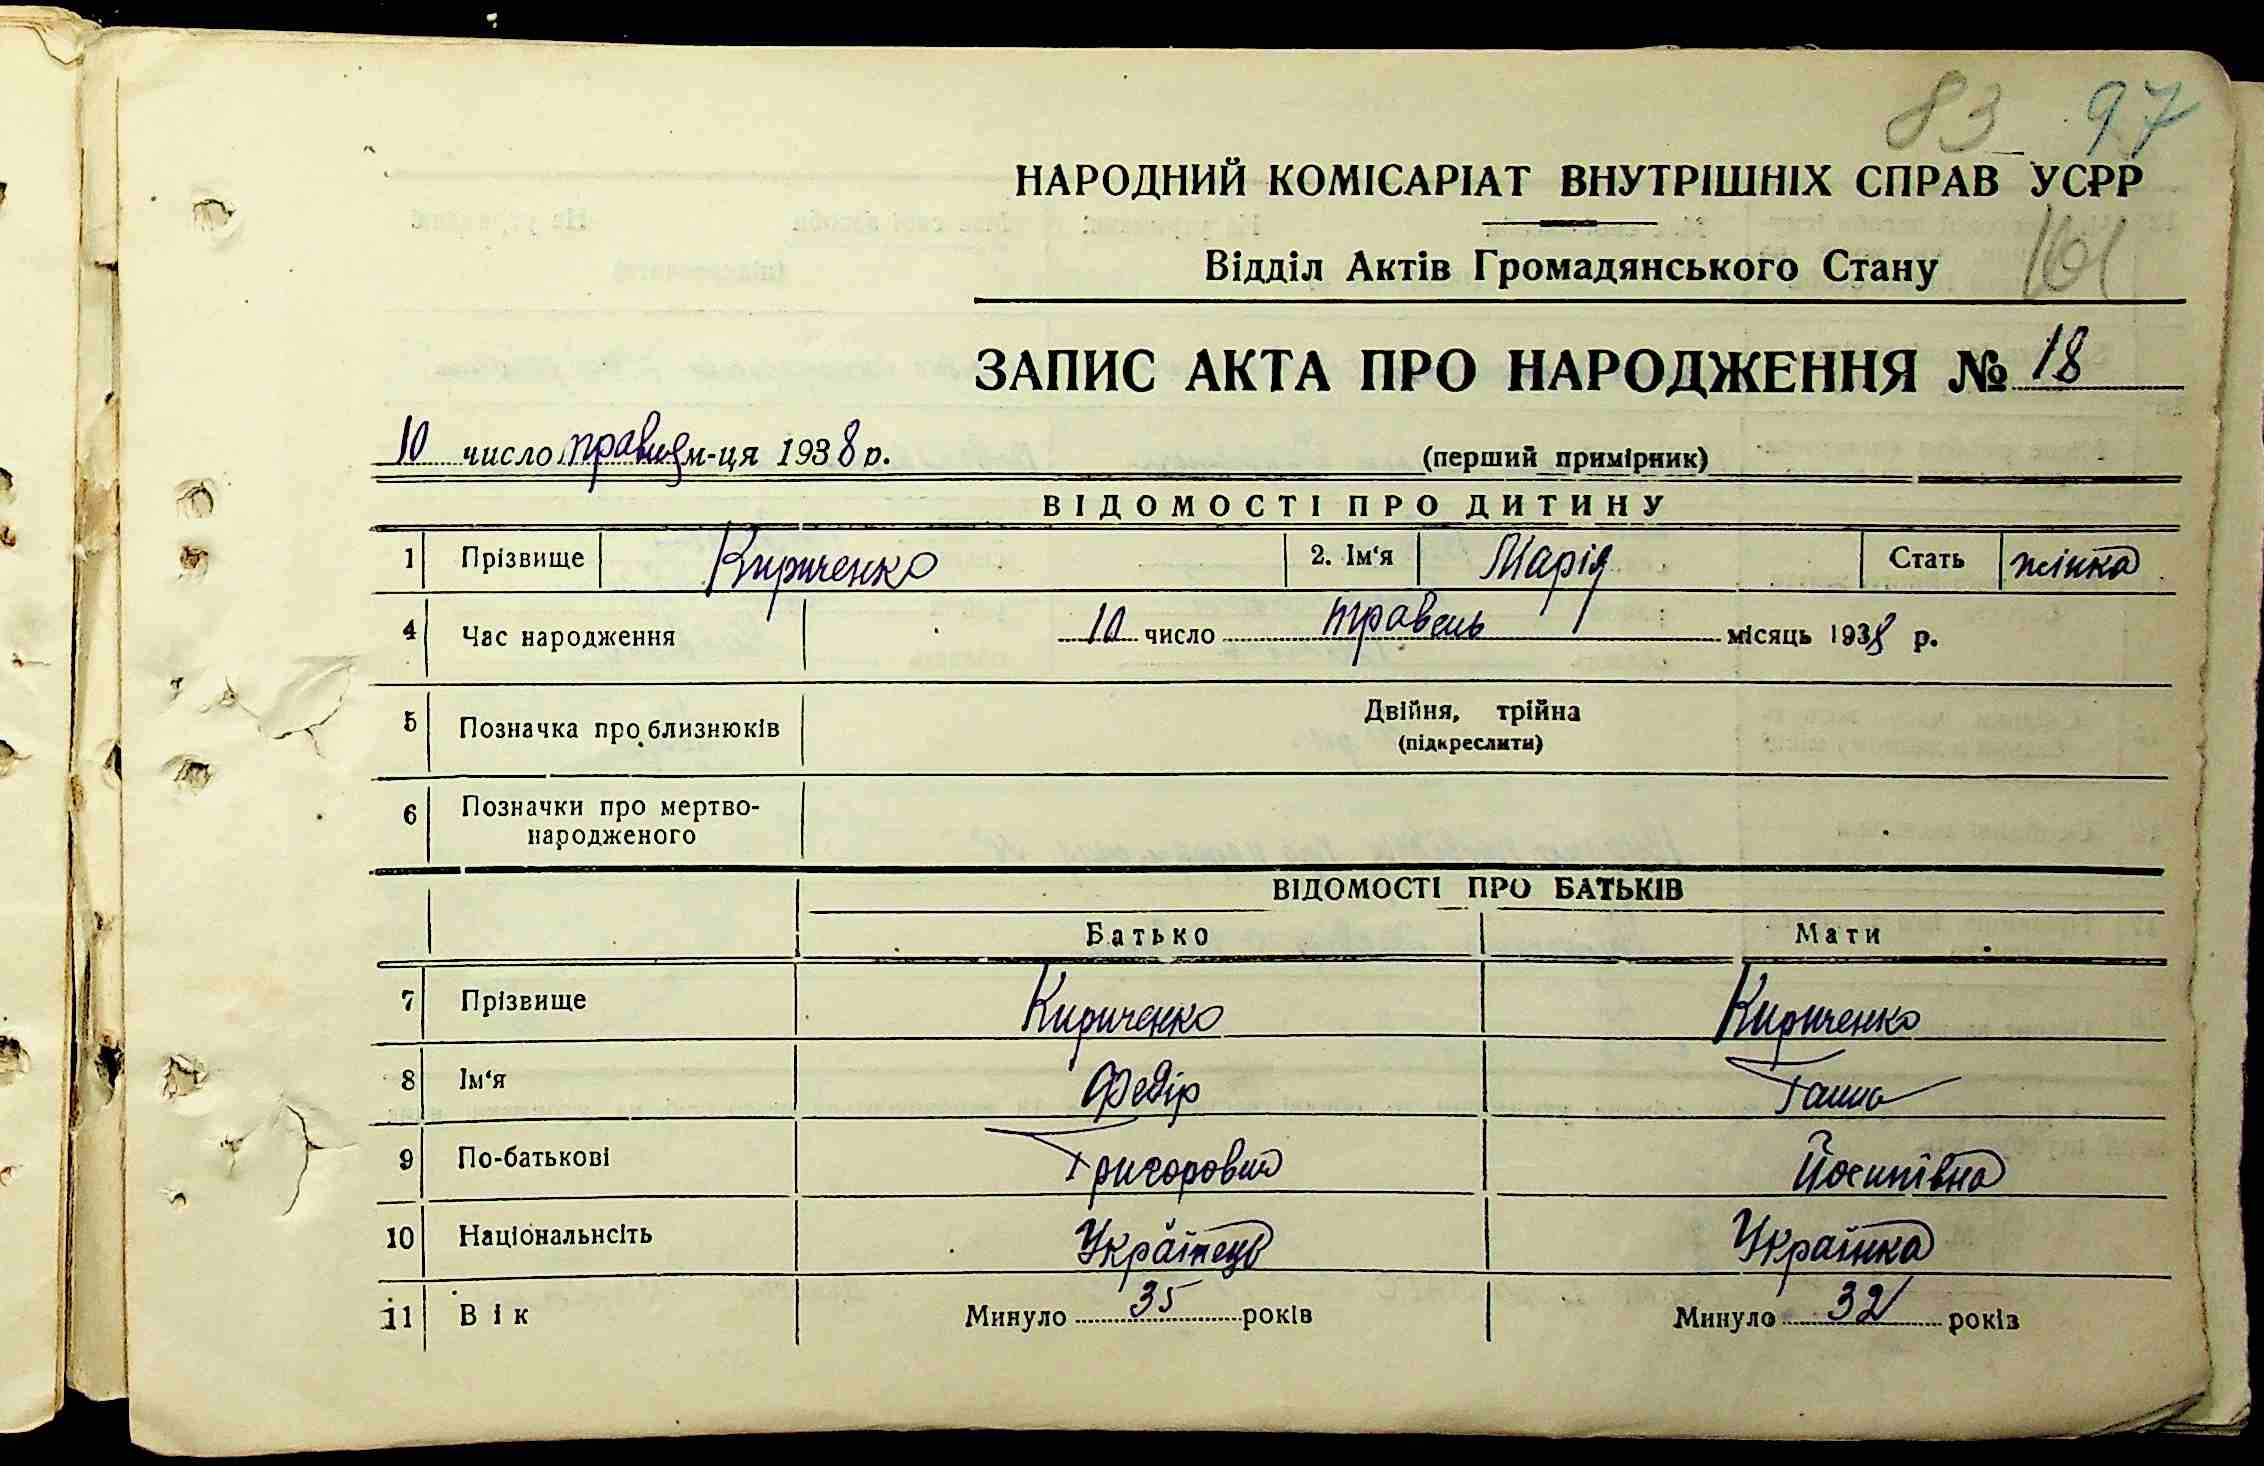 83 97
НАРОДНИЙ КОМІСАРІАТ ВНУТРІШНІХ СПРАВ УСРР
Відділ Актів Громадянського Стану 161
ЗАПИС АКТА ПРО НАРОДЖЕННЯ № 18
10 число травня м-ця 1938 р. (перший примірник)
ВІДОМОСТІ ПРО ДИТИНУ
1 Прізвище Кириченко 2. Ім'я Марія Стать жінка
4 Час народження 10 число травень місяць 1938 р.
5 Позначка про близнюків Двійня, трійна
(підкреслити)
6 Позначки про мертво-
народженого
ВІДОМОСТІ ПРО БАТЬКІВ
Батько Мати
7 Прізвище Кириченко Кириченко
8 Ім'я Федір Ганна
9 По-батькові Григорович Йосипівна
10 Національнсіть Українець Українка
11 Вік Минуло 35 років Минуло 32 років